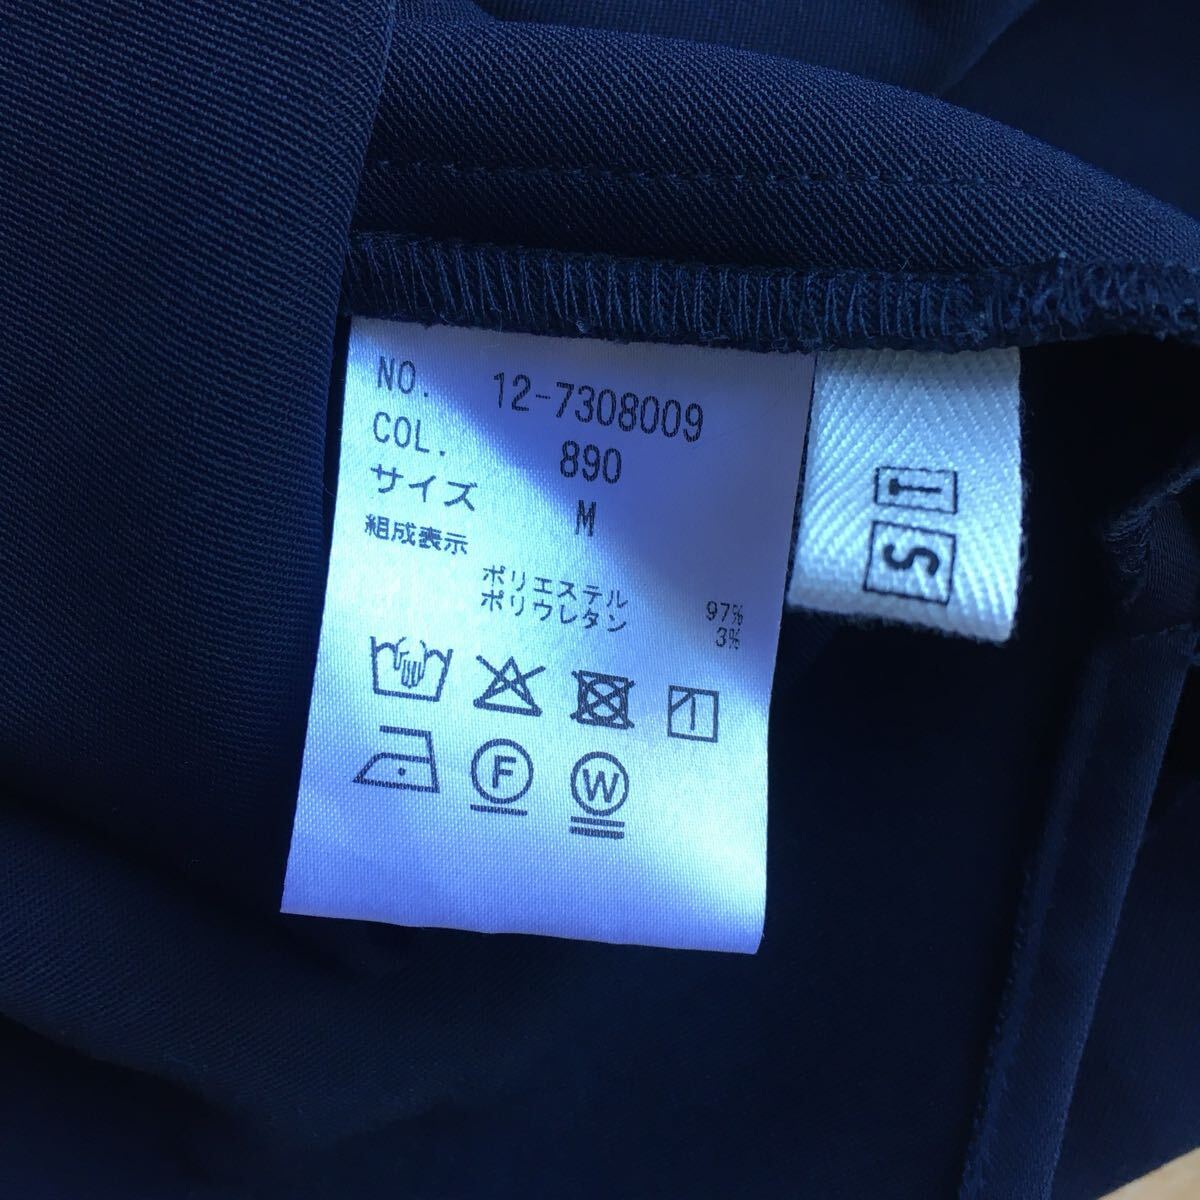 NO. 12-7308009
COL. 890
サイズ M
組成表示
ポリエステル 97%
ポリウレタン 3%
F
W
T
S